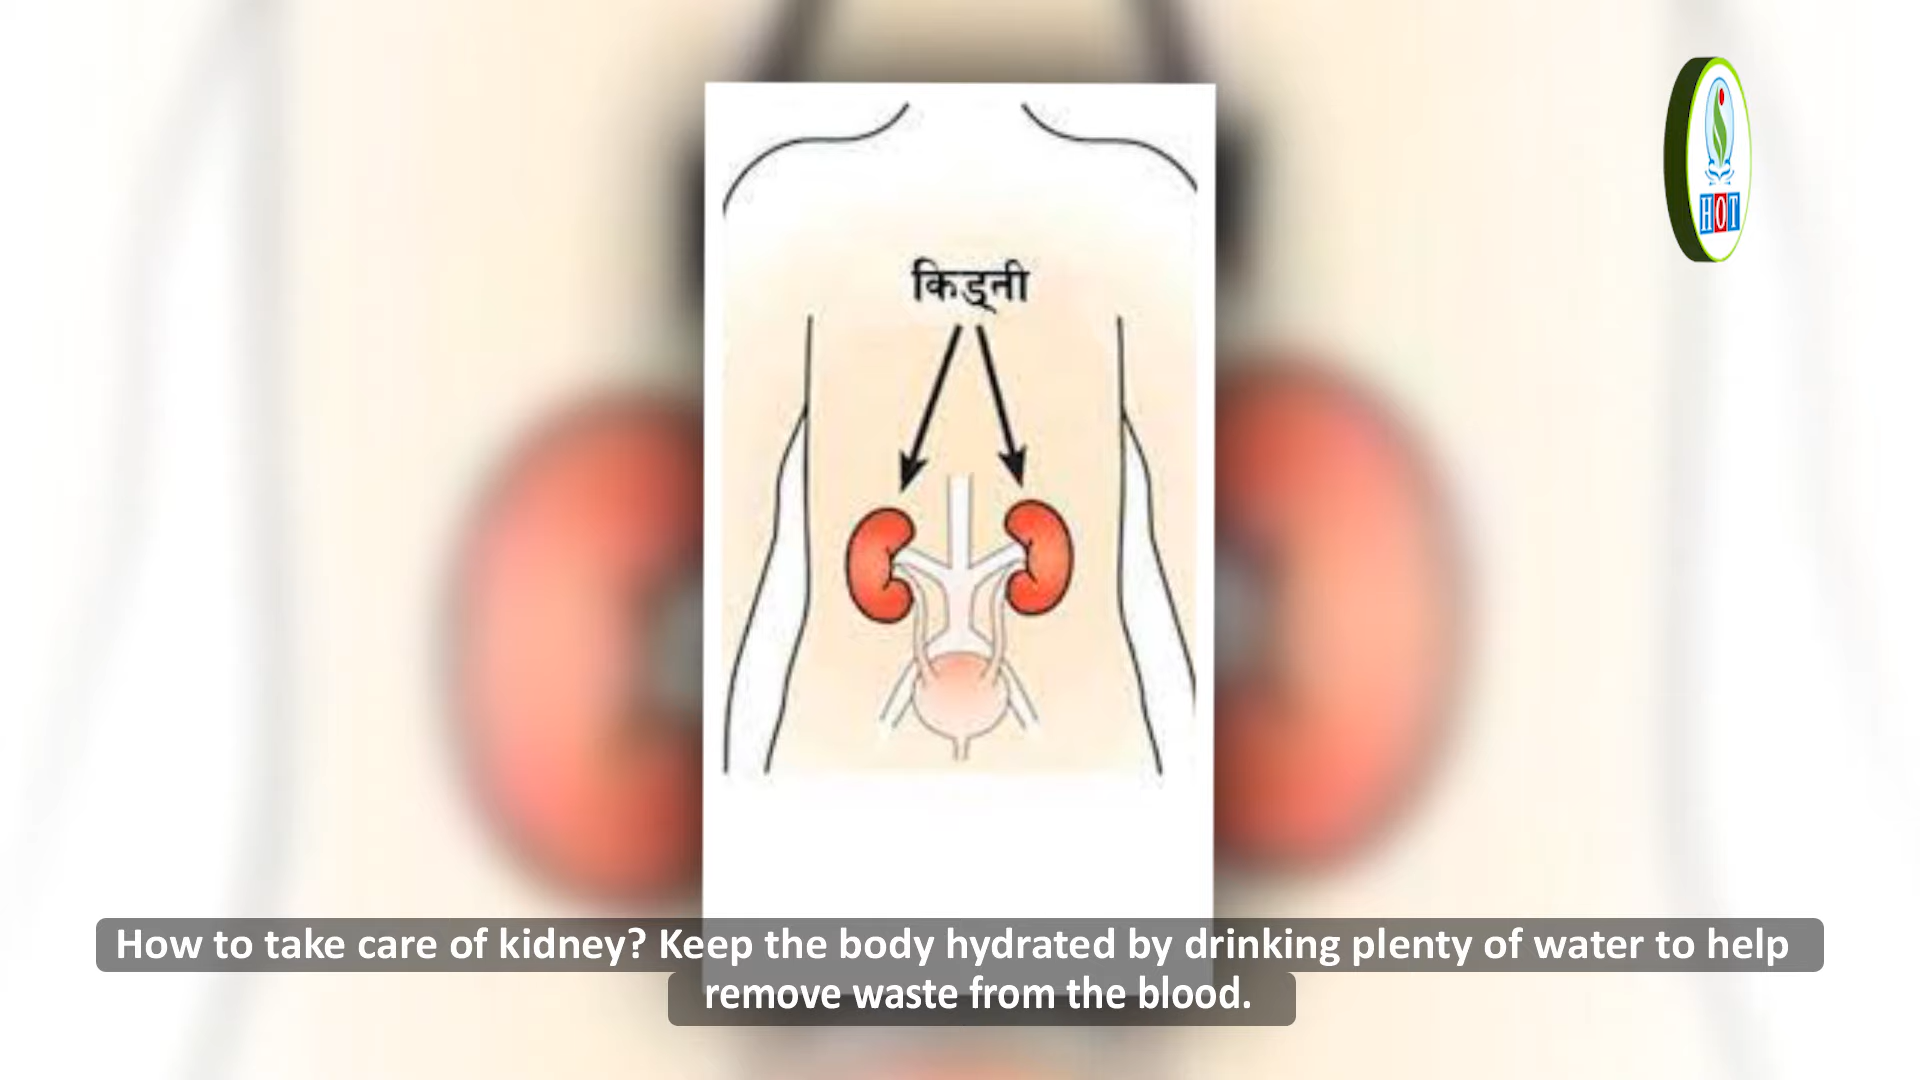 HOT
किड्नी
How to take care of kidney? Keep the body hydrated by drinking plenty of water to help
remove waste from the blood.